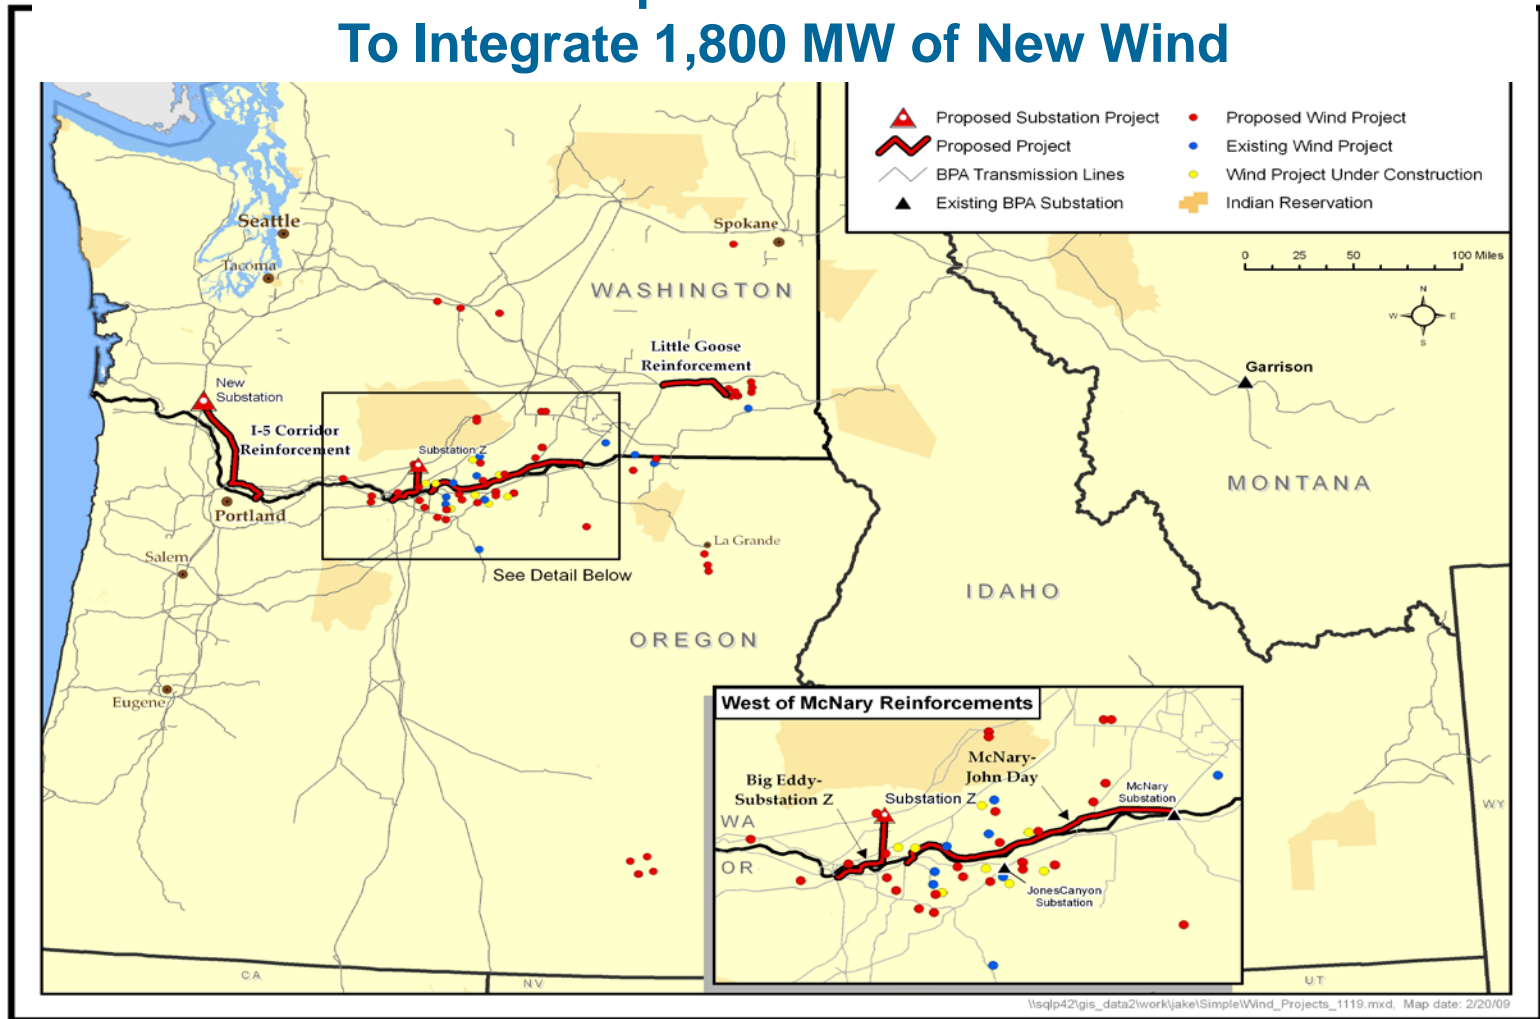 To Integrate 1,800 MW of New Wind
Proposed Substation Project
Proposed Project
BPA Transmission Lines
Existing BPA Substation
Proposed Wind Project
Existing Wind Project
Wind Project Under Construction
Indian Reservation
0 25 50 100 Miles
N
W E
S
Seattle
Tacoma
Spokane
WASHINGTON
Little Goose
Reinforcement
Garrison
New
Substation
I-5 Corridor
Reinforcement
Substation Z
MONTANA
Portland
La Grande
Salem
See Detail Below
IDAHO
OREGON
Eugene
West of McNary Reinforcements
McNary-
John Day
Big Eddy-
Substation Z
Substation Z
McNary
Substation
WA
OR
JonesCanyon
Substation
WY
CA
NV
UT
\\sqlp42\gis_data2\work\jake\Simple\Wind_Projects_1119.mxd, Map date: 2/20/09